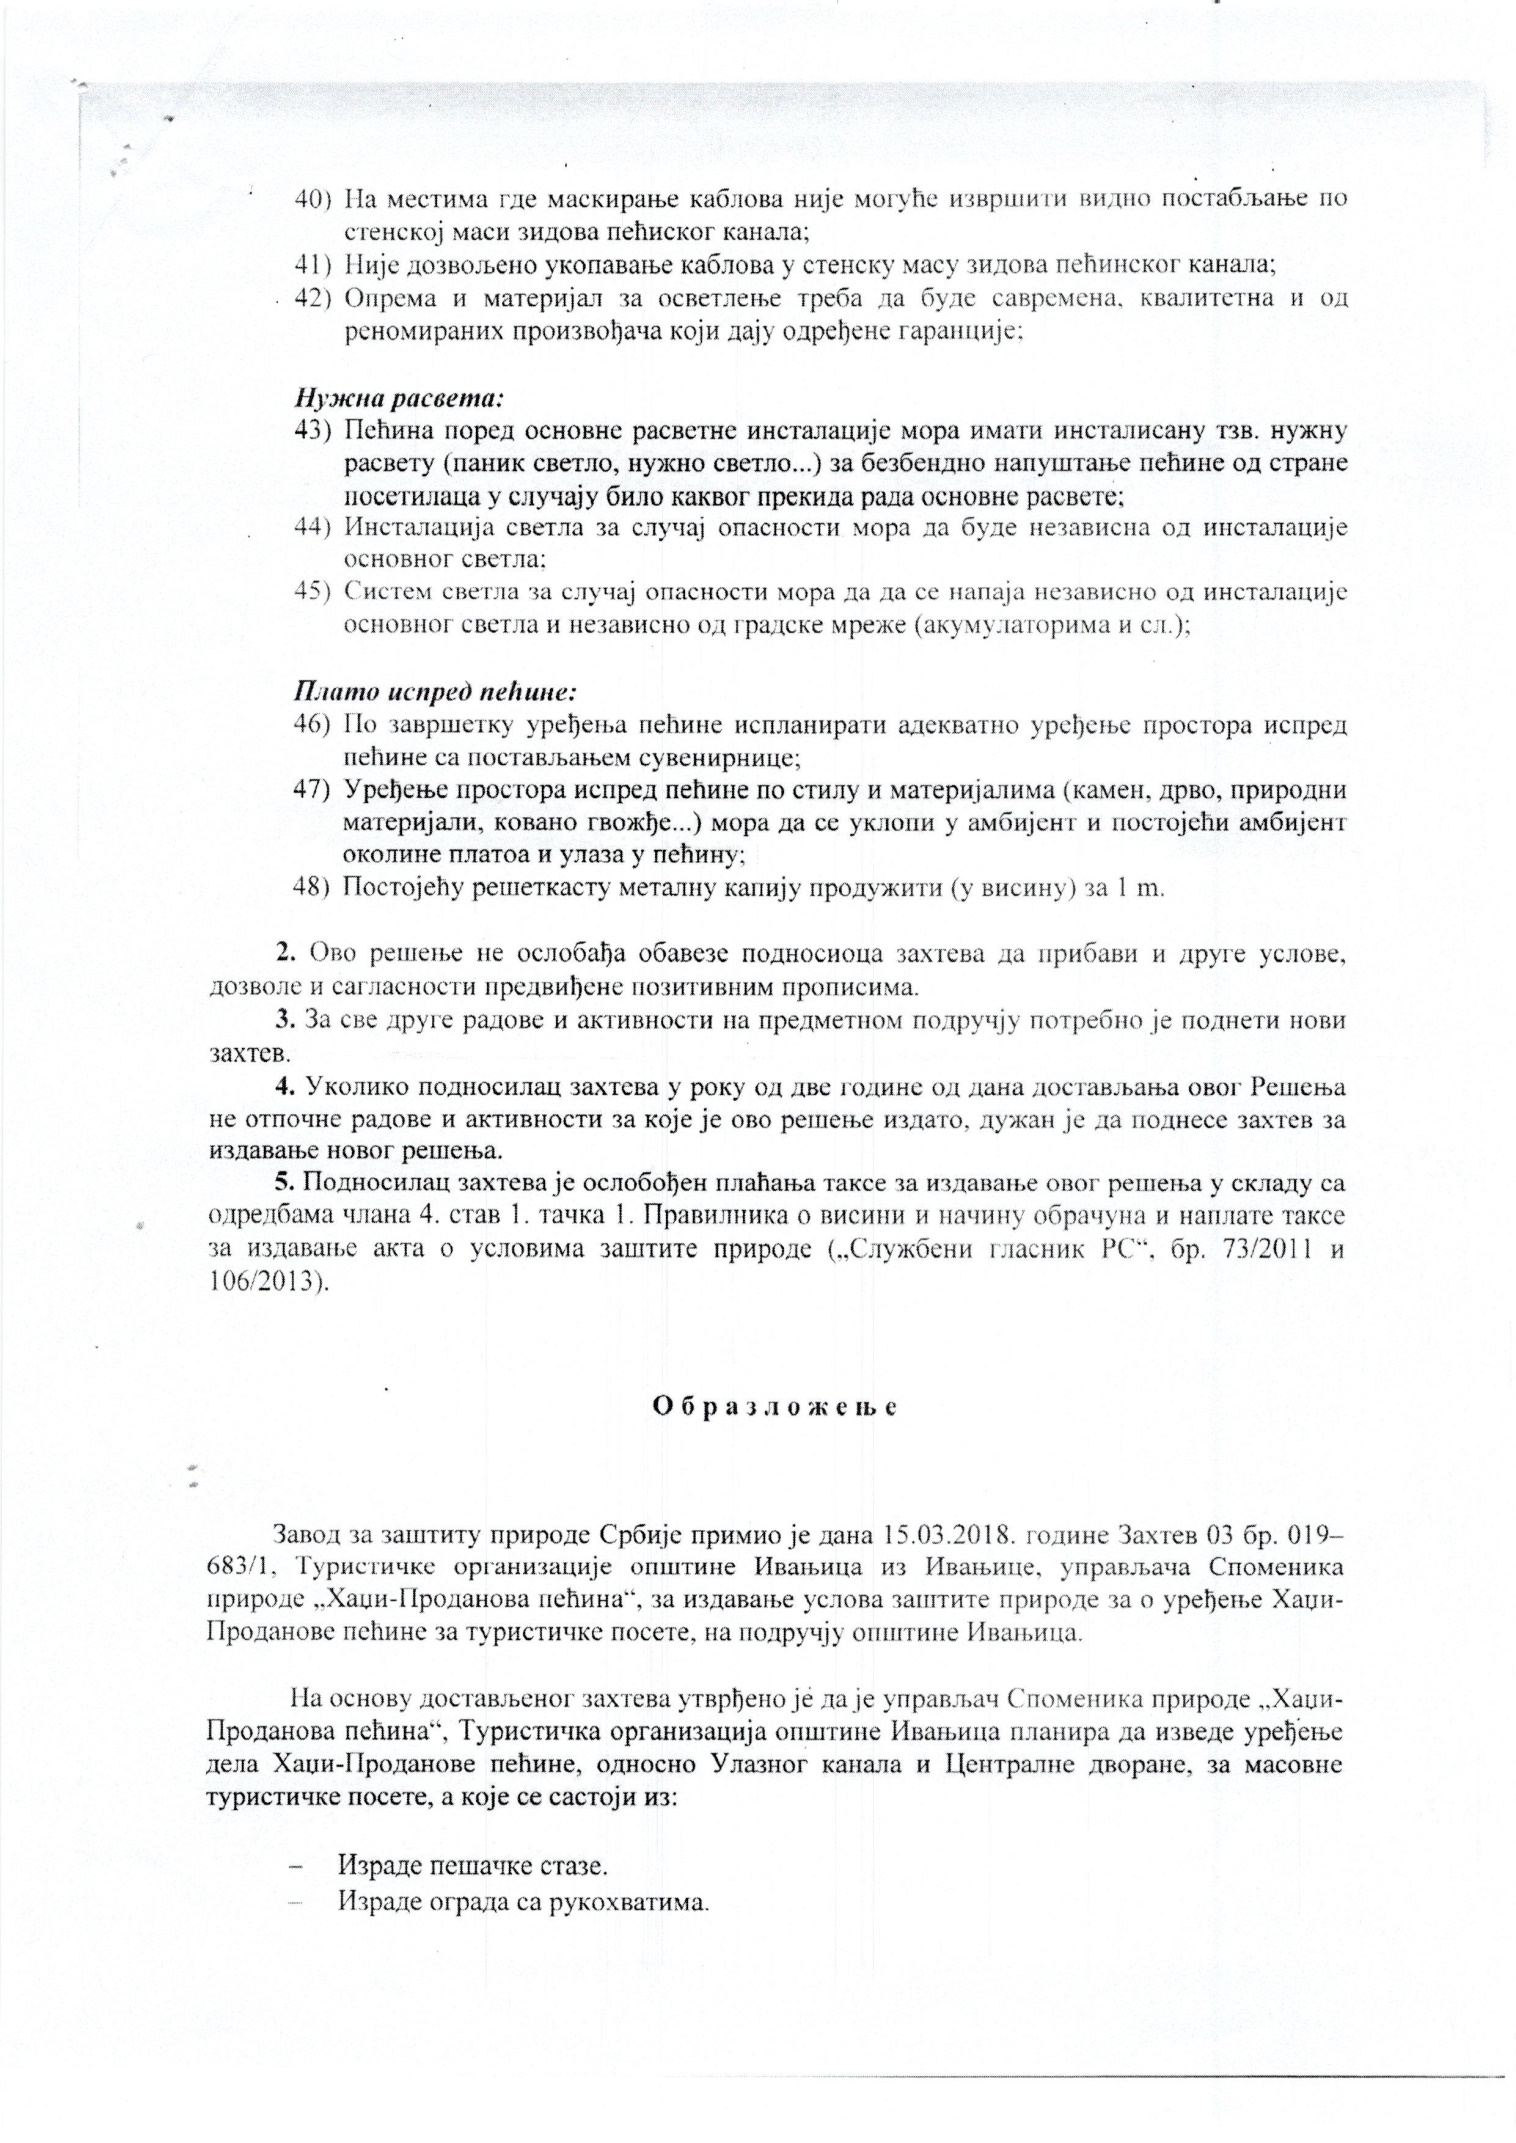 40) На местима где маскирање каблова није могуће извршити видно постабљање по
стенској маси зидова пећиског канала;
41) Није дозвољено укопавање каблова у стенску масу зидова пећинског канала;
42) Опрема и материјал за осветлење треба да буде савремена, квалитетна и од
реномираних произвођача који дају одређене гаранције;
Нужна расвета:
43) Пећина поред основне расветне инсталације мора имати инсталисану тзв. нужну
расвету (паник светло, нужно светло...) за безбендно напуштање пећине од стране
посетилаца у случају било каквог прекида рада основне расвете;
44) Инсталација светла за случај опасности мора да буде независна од инсталације
основног светла;
45) Систем светла за случај опасности мора да да се напаја независно од инсталације
основног светла и независно од градске мреже (акумулаторима и сл.);
Плато испред пећине:
46) По завршетку уређења пећине испланирати адекватно уређење простора испред
пећине са постављањем сувенирнице;
47) Уређење простора испред пећине по стилу и материјалима (камен, дрво, природни
материјали, ковано гвожђе...) мора да се уклопи у амбијент и постојећи амбијент
околине платоа и улаза у пећину;
48) Постојећу решеткасту металну капију продужити (у висину) за 1 m.
2. Ово решење не ослобађа обавезе подносиоца захтева да прибави и друге услове,
дозволе и сагласности предвиђене позитивним прописима.
3. За све друге радове и активности на предметном подручју потребно је поднети нови
захтев.
4. Уколико подносилац захтева у року од две године од дана достављања овог Решења
не отпочне радове и активности за које је ово решење издато, дужан је да поднесе захтев за
издавање новог решења.
5. Подносилац захтева је ослобођен плаћања таксе за издавање овог решења у складу са
одредбама члана 4. став 1. тачка 1. Правилника о висини и начину обрачуна и наплате таксе
за издавање акта о условима заштите природе („Службени гласник РС“, бр. 73/2011 и
106/2013).
О б р а з л о ж е њ е
Завод за заштиту природе Србије примио је дана 15.03.2018. године Захтев 03 бр. 019–
683/1, Туристичке организације општине Ивањица из Ивањице, управљача Споменика
природе „Хаџи-Проданова пећина“, за издавање услова заштите природе за о уређење Хаџи-
Проданове пећине за туристичке посете, на подручју општине Ивањица.
На основу достављеног захтева утврђено је да је управљач Споменика природе „Хаџи-
Проданова пећина“, Туристичка организација општине Ивањица планира да изведе уређење
дела Хаџи-Проданове пећине, односно Улазног канала и Централне дворане, за масовне
туристичке посете, а које се састоји из:
– Израде пешачке стазе.
– Израде ограда са рукохватима.